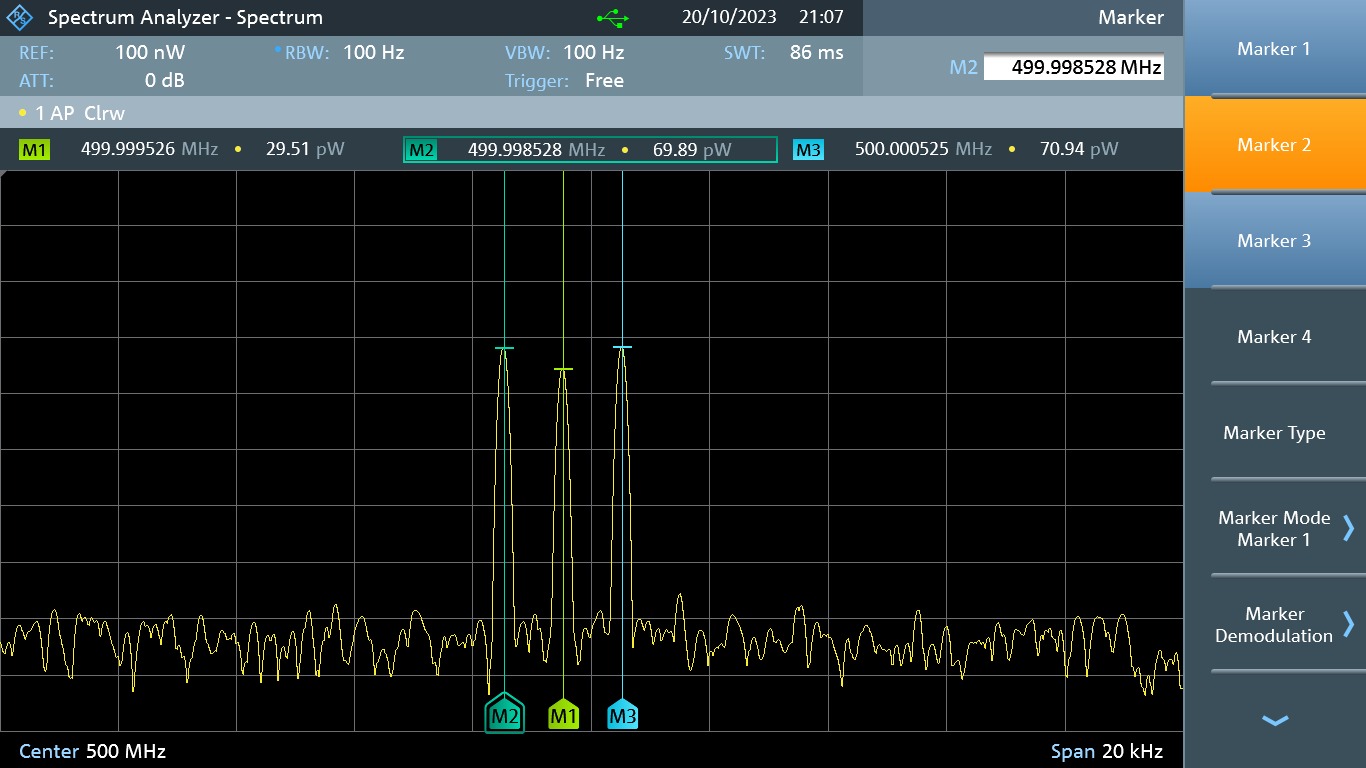 Spectrum Analyzer - Spectrum 20/10/2023 21:07 Marker
REF: 100 nW RBW: 100 Hz VBW: 100 Hz SWT: 86 ms
M2 499.998528 MHz
ATT: 0 dB Trigger: Free
1 AP Clrw
M1 499.999526 MHz 29.51 pW M2 499.998528 MHz 69.89 pW M3 500.000525 MHz 70.94 pW
M2 M1 M3
Center 500 MHz Span 20 kHz
Marker 1
Marker 2
Marker 3
Marker 4
Marker Type
Marker Mode
Marker 1
Marker
Demodulation